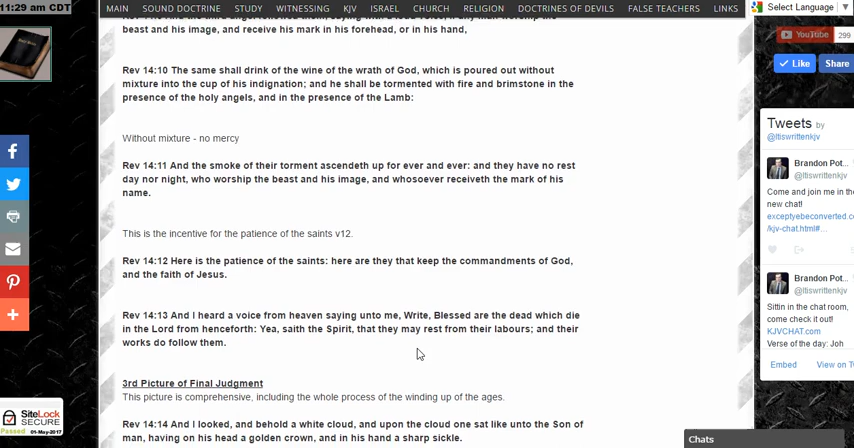 11:29 am CDT
MAIN SOUND DOCTRINE STUDY WITNESSING KJV ISRAEL CHURCH RELIGION DOCTRINES OF DEVILS FALSE TEACHERS LINKS
Select Language
beast and his image, and receive his mark in his forehead, or in his hand,
Rev 14:10 The same shall drink of the wine of the wrath of God, which is poured out without
mixture into the cup of his indignation; and he shall be tormented with fire and brimstone in the
presence of the holy angels, and in the presence of the Lamb:
Without mixture - no mercy
Rev 14:11 And the smoke of their torment ascendeth up for ever and ever: and they have no rest
day nor night, who worship the beast and his image, and whosoever receiveth the mark of his
name.
This is the incentive for the patience of the saints v12.
Rev 14:12 Here is the patience of the saints: here are they that keep the commandments of God,
and the faith of Jesus.
Rev 14:13 And I heard a voice from heaven saying unto me, Write, Blessed are the dead which die
in the Lord from henceforth: Yea, saith the Spirit, that they may rest from their labours; and their
works do follow them.
3rd Picture of Final Judgment
This picture is comprehensive, including the whole process of the winding up of the ages.
Rev 14:14 And I looked, and behold a white cloud, and upon the cloud one sat like unto the Son of
man, having on his head a golden crown, and in his hand a sharp sickle.
YouTube 299
Like Share
Tweets by
@Itiswrittenkjv
Brandon Pot...
@Itiswrittenkjv
Come and join me in the
new chat!
exceptyebeconverted.c
/kjv-chat.html#...
Brandon Pot...
@Itiswrittenkjv
Sittin in the chat room,
come check it out!
KJVCHAT.com
Verse of the day: Joh
Embed View on T
Chats
SiteLock
SECURE
Passed 01-May-2017